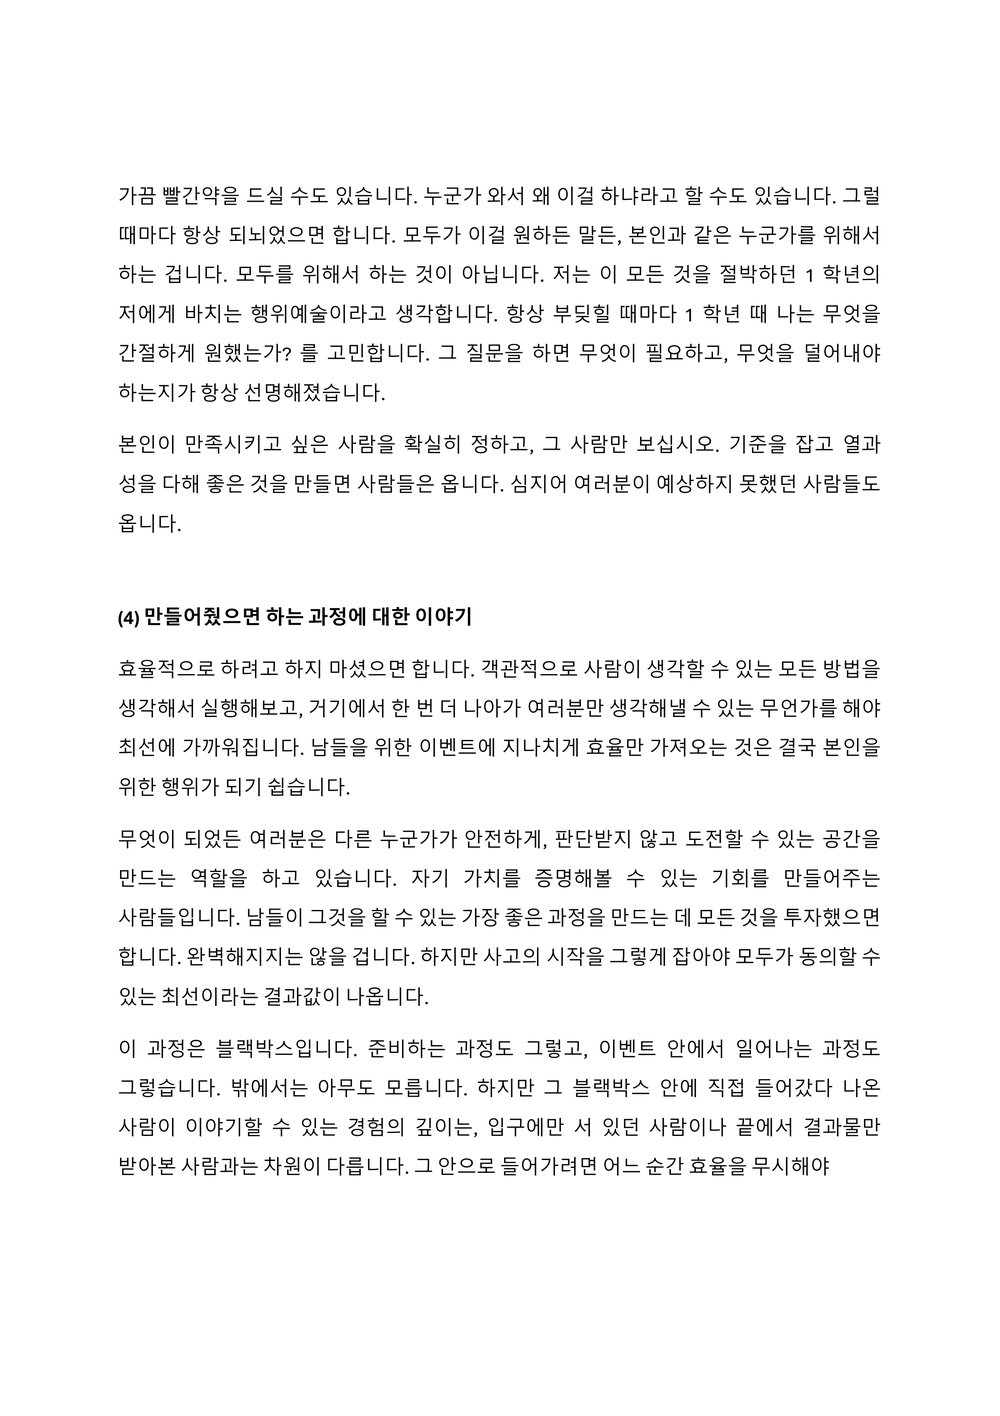 가끔 빨간약을 드실 수도 있습니다. 누군가 와서 왜 이걸 하냐라고 할 수도 있습니다. 그럴
때마다 항상 되뇌었으면 합니다. 모두가 이걸 원하든 말든, 본인과 같은 누군가를 위해서
하는 겁니다. 모두를 위해서 하는 것이 아닙니다. 저는 이 모든 것을 절박하던 1 학년의
저에게 바치는 행위예술이라고 생각합니다. 항상 부딪힐 때마다 1 학년 때 나는 무엇을
간절하게 원했는가? 를 고민합니다. 그 질문을 하면 무엇이 필요하고, 무엇을 덜어내야
하는지가 항상 선명해졌습니다.
본인이 만족시키고 싶은 사람을 확실히 정하고, 그 사람만 보십시오. 기준을 잡고 열과
성을 다해 좋은 것을 만들면 사람들은 옵니다. 심지어 여러분이 예상하지 못했던 사람들도
옵니다.
(4) 만들어줬으면 하는 과정에 대한 이야기
효율적으로 하려고 하지 마셨으면 합니다. 객관적으로 사람이 생각할 수 있는 모든 방법을
생각해서 실행해보고, 거기에서 한 번 더 나아가 여러분만 생각해낼 수 있는 무언가를 해야
최선에 가까워집니다. 남들을 위한 이벤트에 지나치게 효율만 가져오는 것은 결국 본인을
위한 행위가 되기 쉽습니다.
무엇이 되었든 여러분은 다른 누군가가 안전하게, 판단받지 않고 도전할 수 있는 공간을
만드는 역할을 하고 있습니다. 자기 가치를 증명해볼 수 있는 기회를 만들어주는
사람들입니다. 남들이 그것을 할 수 있는 가장 좋은 과정을 만드는 데 모든 것을 투자했으면
합니다. 완벽해지지는 않을 겁니다. 하지만 사고의 시작을 그렇게 잡아야 모두가 동의할 수
있는 최선이라는 결과값이 나옵니다.
이 과정은 블랙박스입니다. 준비하는 과정도 그렇고, 이벤트 안에서 일어나는 과정도
그렇습니다. 밖에서는 아무도 모릅니다. 하지만 그 블랙박스 안에 직접 들어갔다 나온
사람이 이야기할 수 있는 경험의 깊이는, 입구에만 서 있던 사람이나 끝에서 결과물만
받아본 사람과는 차원이 다릅니다. 그 안으로 들어가려면 어느 순간 효율을 무시해야